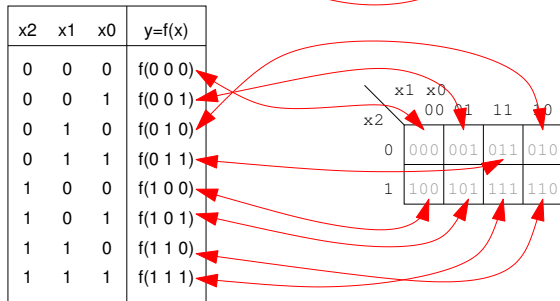 x2 x1 x0 y=f(x)
0 0 0 f(0 0 0)
0 0 1 f(0 0 1)
0 1 0 f(0 1 0)
0 1 1 f(0 1 1)
1 0 0 f(1 0 0)
1 0 1 f(1 0 1)
1 1 0 f(1 1 0)
1 1 1 f(1 1 1)
x1 x0
x2
00 01 11 10
0 000 001 011 010
1 100 101 111 110